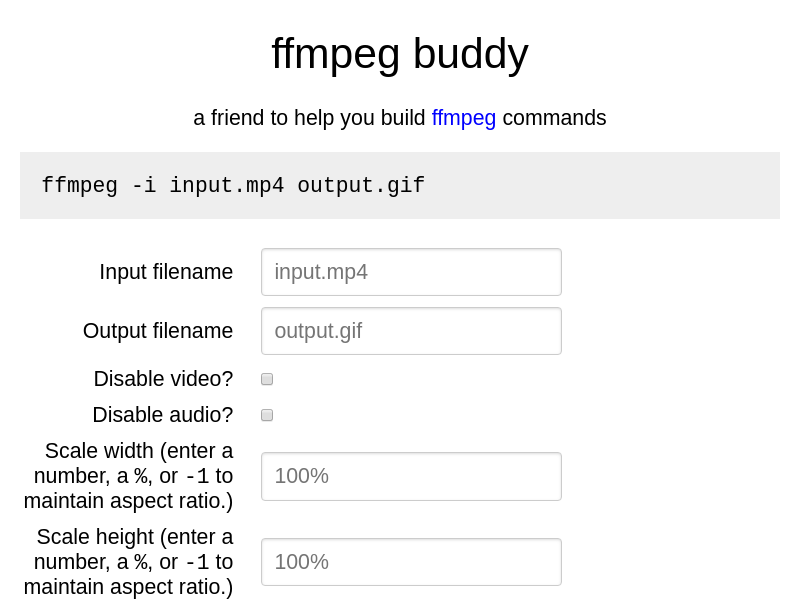 ffmpeg buddy
a friend to help you build ffmpeg commands
ffmpeg -i input.mp4 output.gif
Input filename
input.mp4
Output filename
output.gif
Disable video?
Disable audio?
Scale width (enter a
number, a %, or -1 to
maintain aspect ratio.)
100%
Scale height (enter a
number, a %, or -1 to
maintain aspect ratio.)
100%